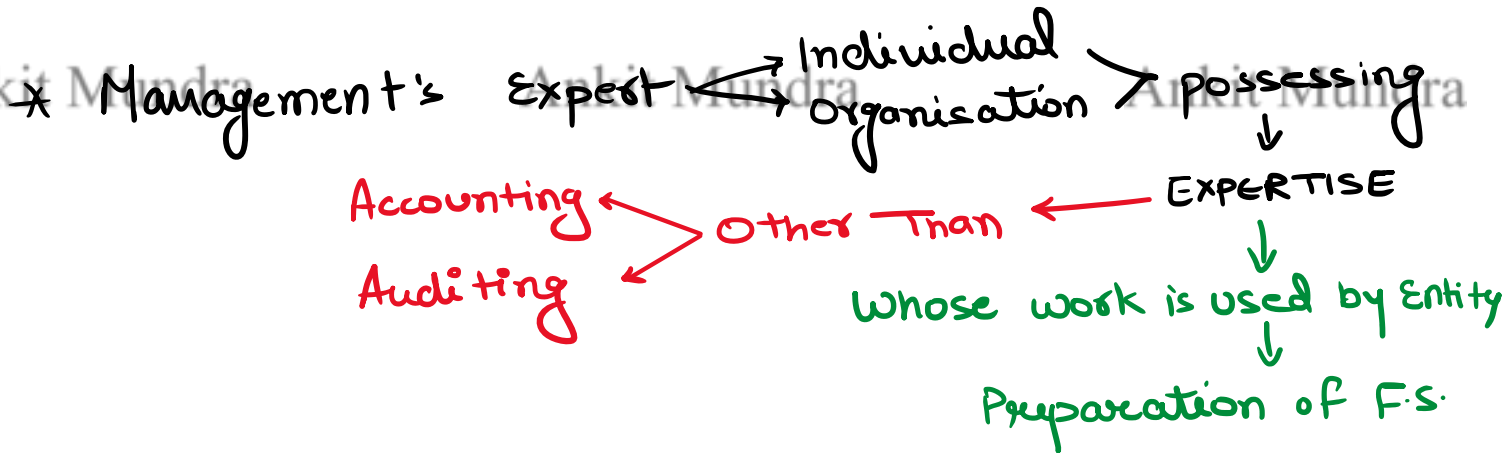 * Management's Expert Individual
Organisation
possessing
EXPERTISE
Other Than
Accounting
Auditing
whose work is used by Entity
Preparation of F.S.
kit Mundra Ankit Mundra Ankit Mundra